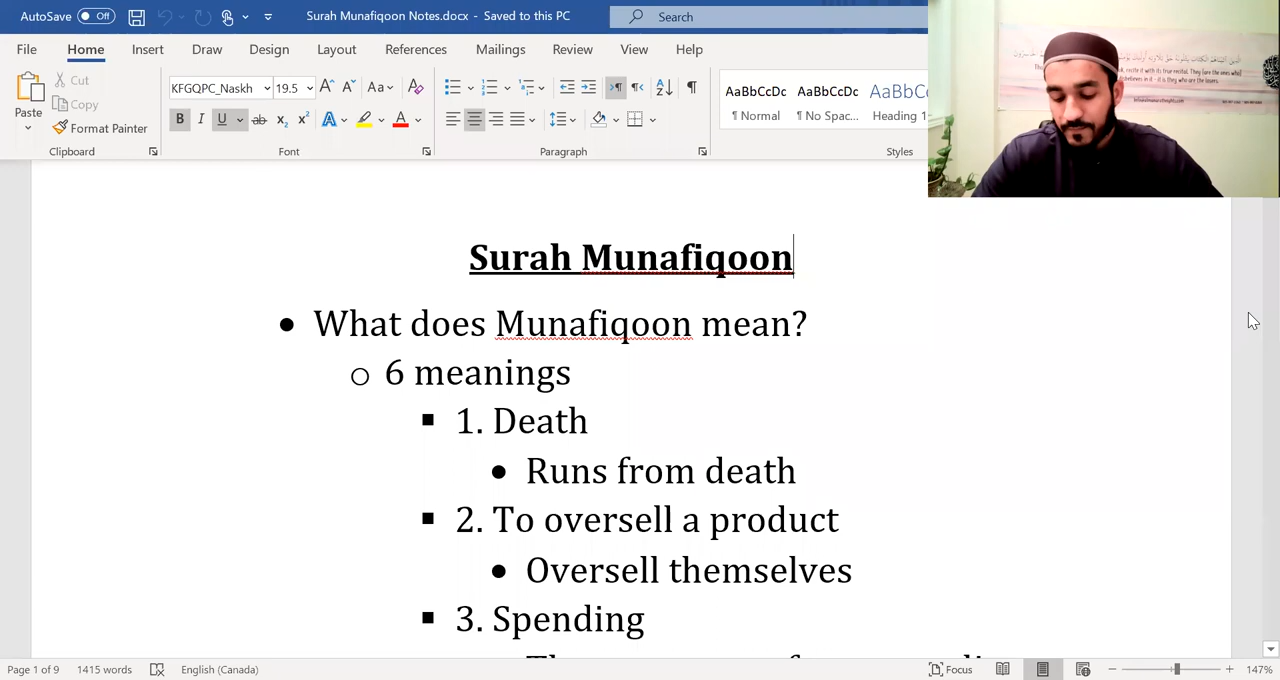 AutoSave Off Surah Munafiqoon Notes.docx - Saved to this PC Search
File Home Insert Draw Design Layout References Mailings Review View Help
Paste
Cut
Copy
Format Painter
Clipboard
KFGQPC_Naskh 19.5
Font
Paragraph
AaBbCcDc AaBbCcDc AaBbCc
¶ Normal ¶ No Spac... Heading 1
Styles
Surah Munafiqoon
• What does Munafiqoon mean?
o 6 meanings
▪ 1. Death
• Runs from death
▪ 2. To oversell a product
• Oversell themselves
▪ 3. Spending
Page 1 of 9 1415 words English (Canada) Focus 147%